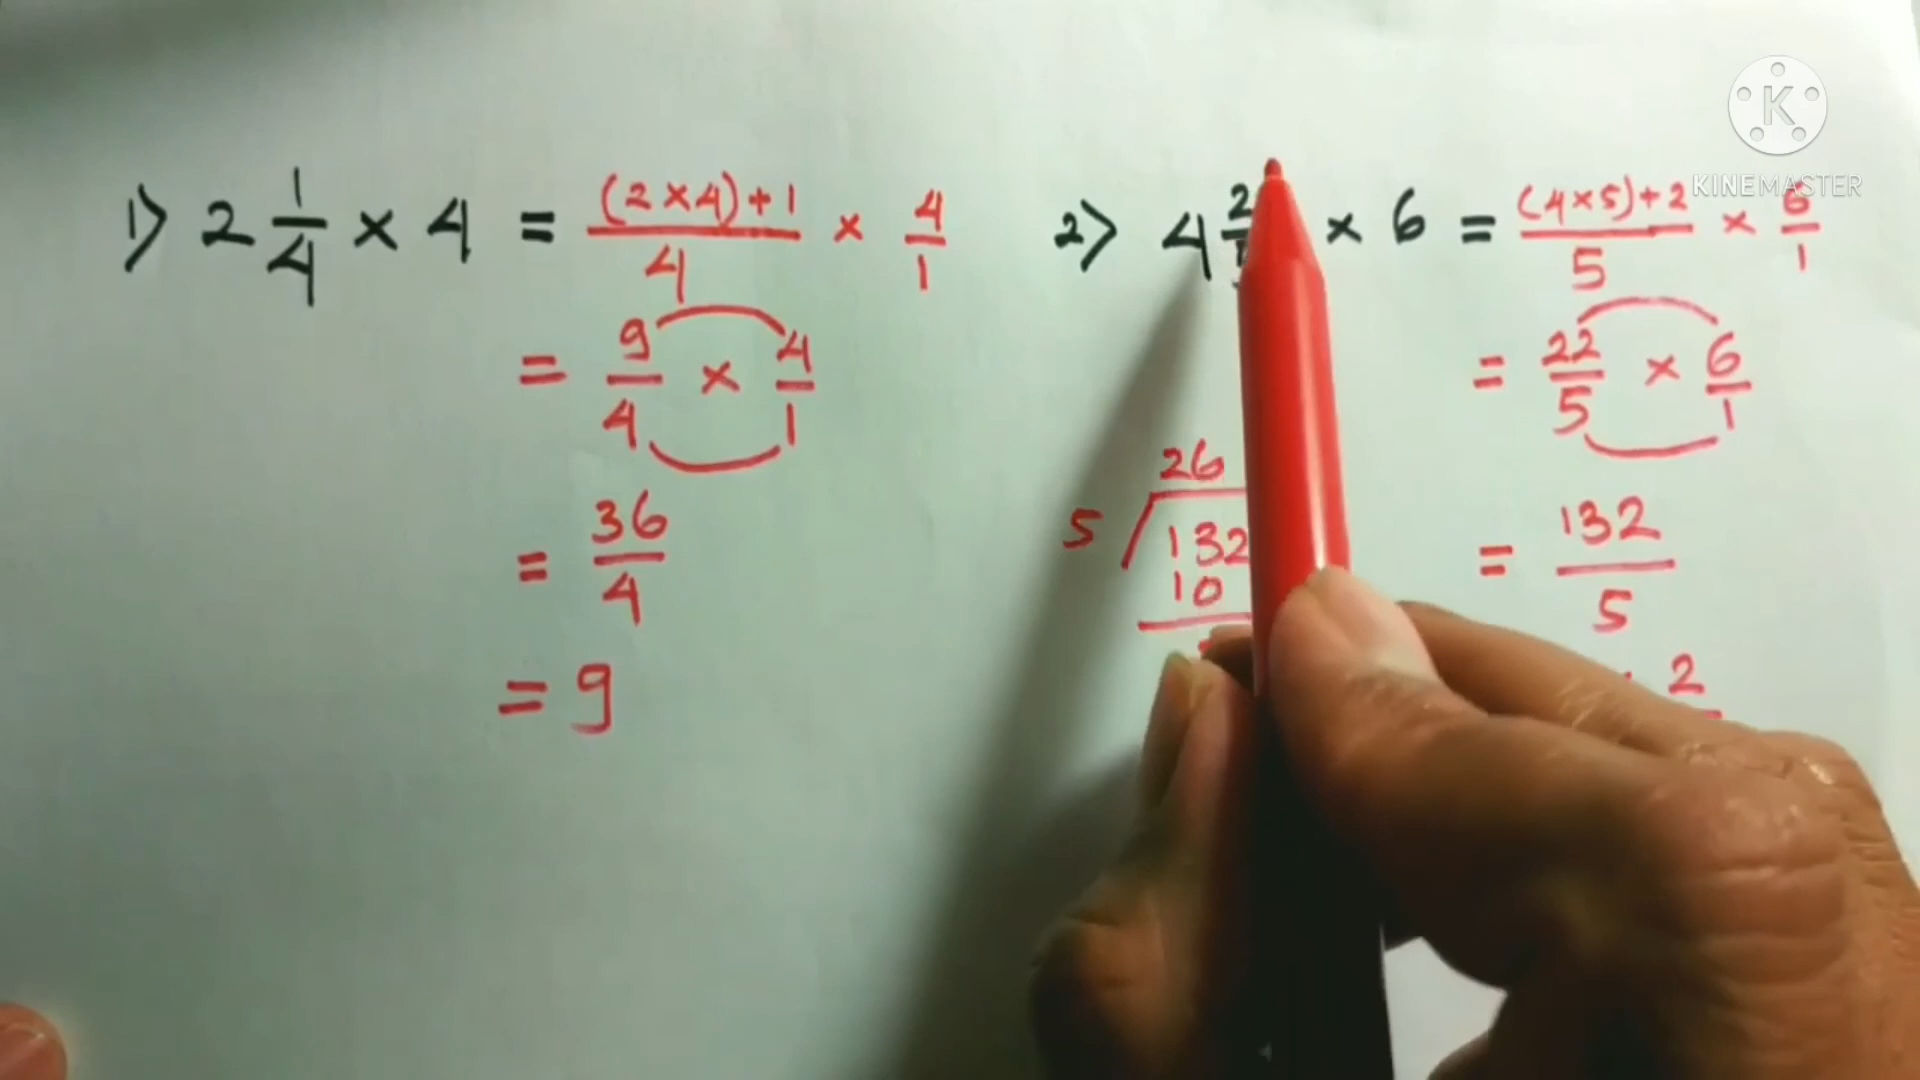 1) 2 1/4 × 4 = (2×4)+1/4 × 4/1
= 9/4 × 4/1
= 36/4
= 9
2) 4 2/ × 6 = (4×5)+2/5 × 6/1
= 22/5 × 6/1
26
5 132
10
= 132/5
2
KINEMASTER